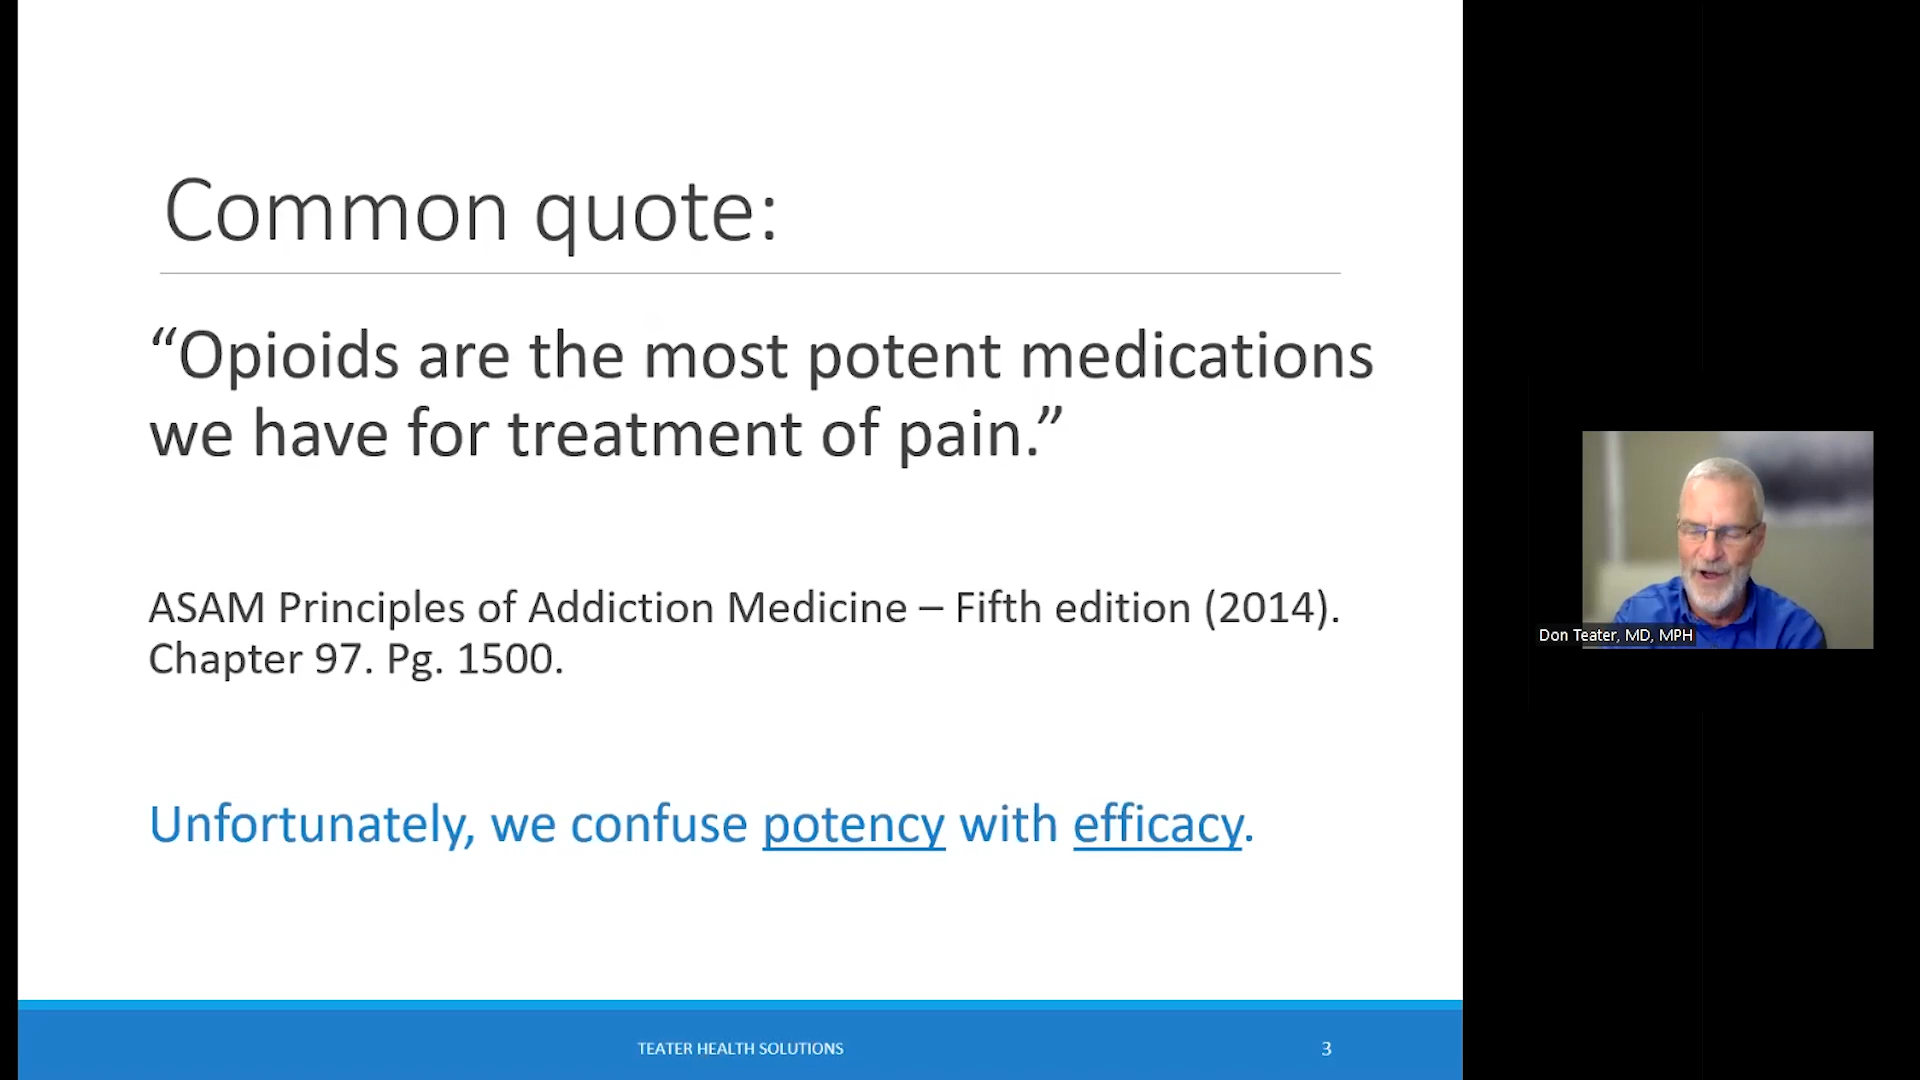 Common quote:
“Opioids are the most potent medications
we have for treatment of pain.”
ASAM Principles of Addiction Medicine – Fifth edition (2014).
Chapter 97. Pg. 1500.
Unfortunately, we confuse potency with efficacy.
TEATER HEALTH SOLUTIONS
3
Don Teater, MD, MPH